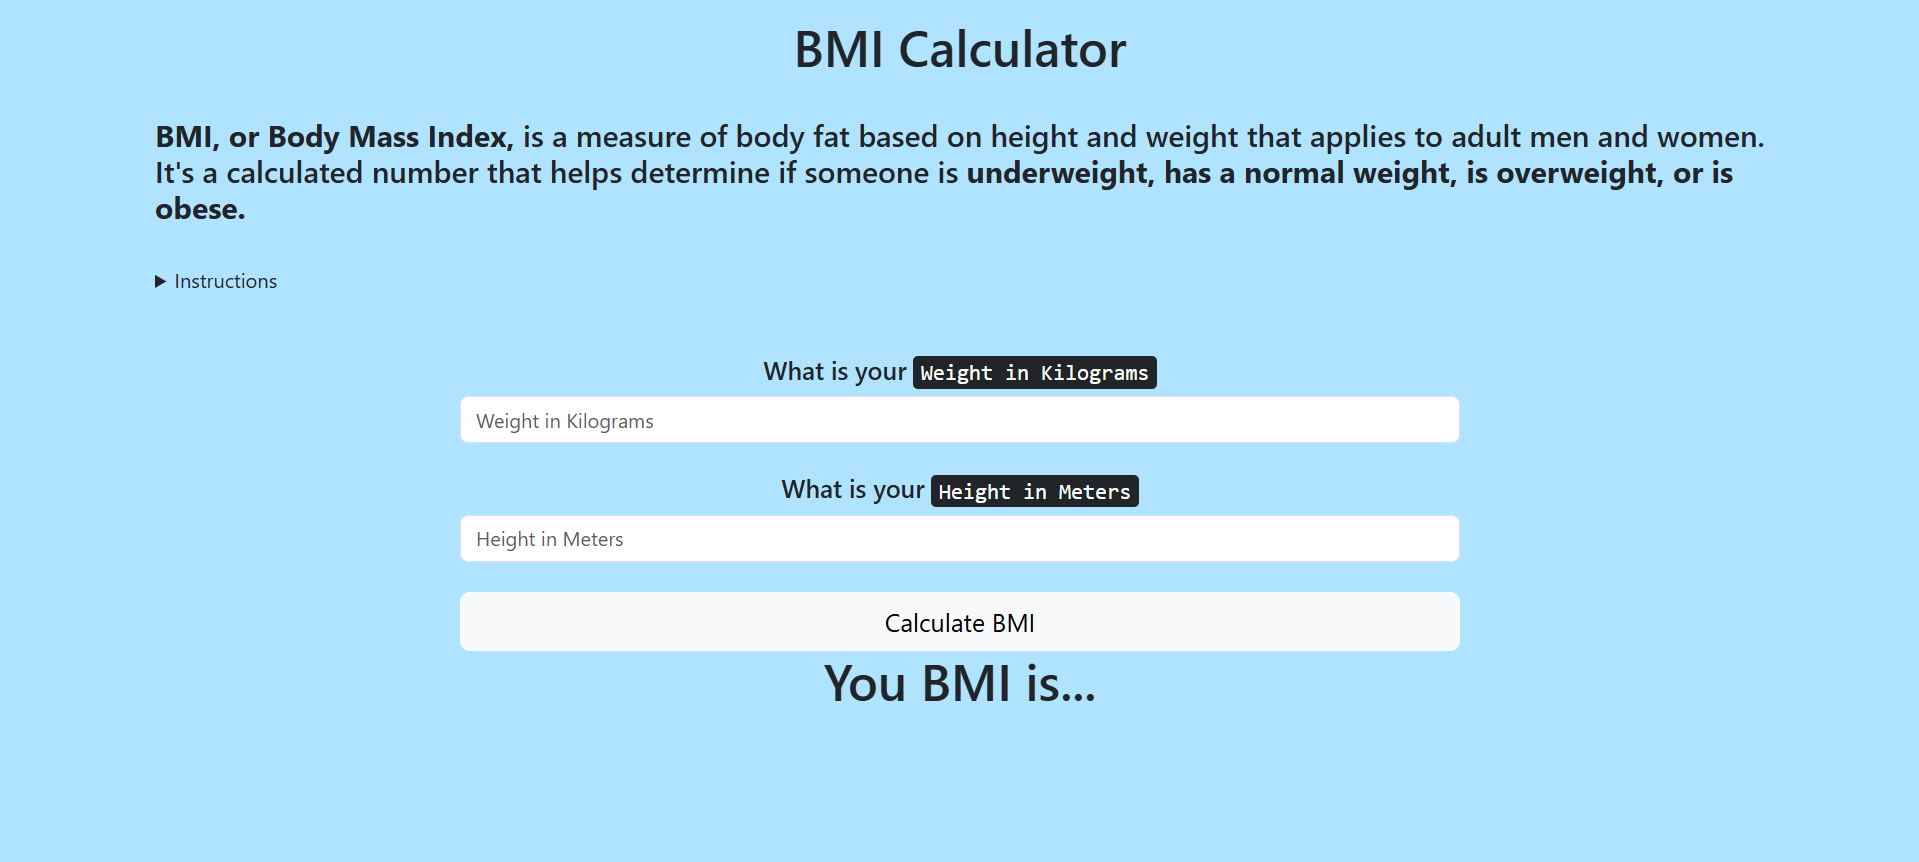 BMI Calculator
BMI, or Body Mass Index, is a measure of body fat based on height and weight that applies to adult men and women.
It's a calculated number that helps determine if someone is underweight, has a normal weight, is overweight, or is
obese.
Instructions
What is your Weight in Kilograms
Weight in Kilograms
What is your Height in Meters
Height in Meters
Calculate BMI
You BMI is...